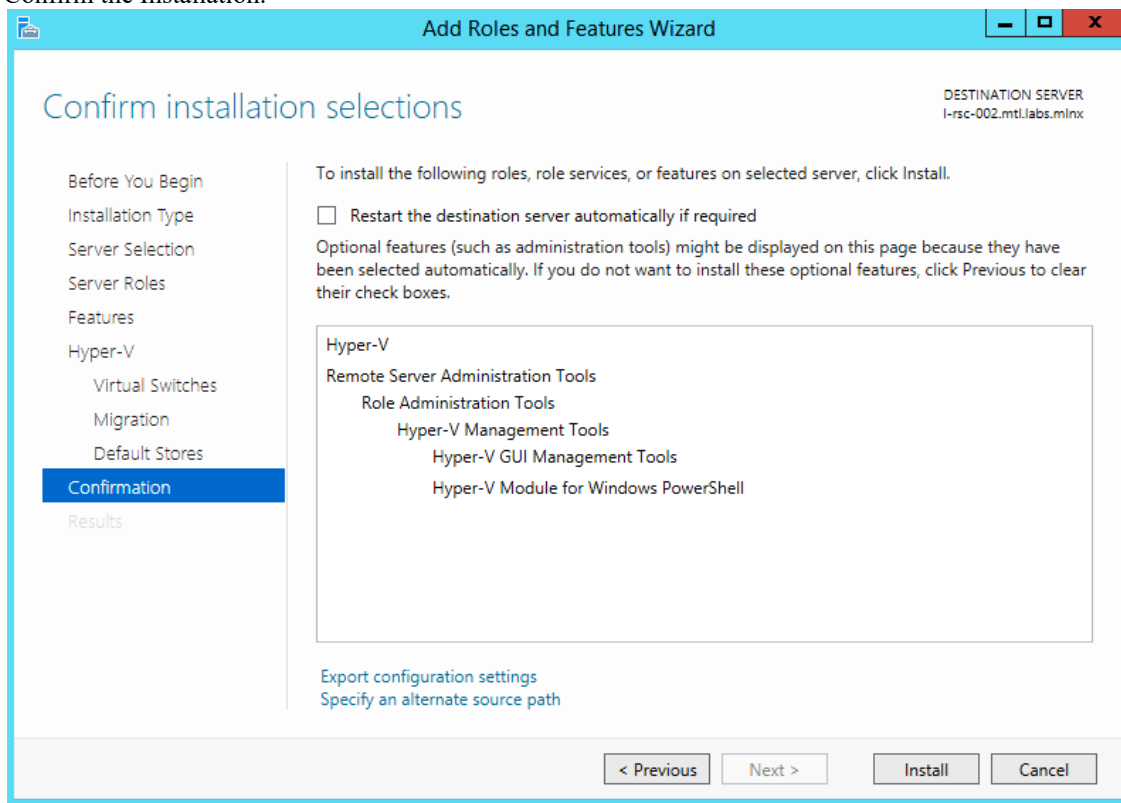 Confirm the Installation.
Add Roles and Features Wizard
Confirm installation selections
DESTINATION SERVER
l-rsc-002.mtl.labs.mlnx
Before You Begin
Installation Type
Server Selection
Server Roles
Features
Hyper-V
Virtual Switches
Migration
Default Stores
Confirmation
Results
To install the following roles, role services, or features on selected server, click Install.
Restart the destination server automatically if required
Optional features (such as administration tools) might be displayed on this page because they have
been selected automatically. If you do not want to install these optional features, click Previous to clear
their check boxes.
Hyper-V
Remote Server Administration Tools
Role Administration Tools
Hyper-V Management Tools
Hyper-V GUI Management Tools
Hyper-V Module for Windows PowerShell
Export configuration settings
Specify an alternate source path
< Previous
Next >
Install
Cancel